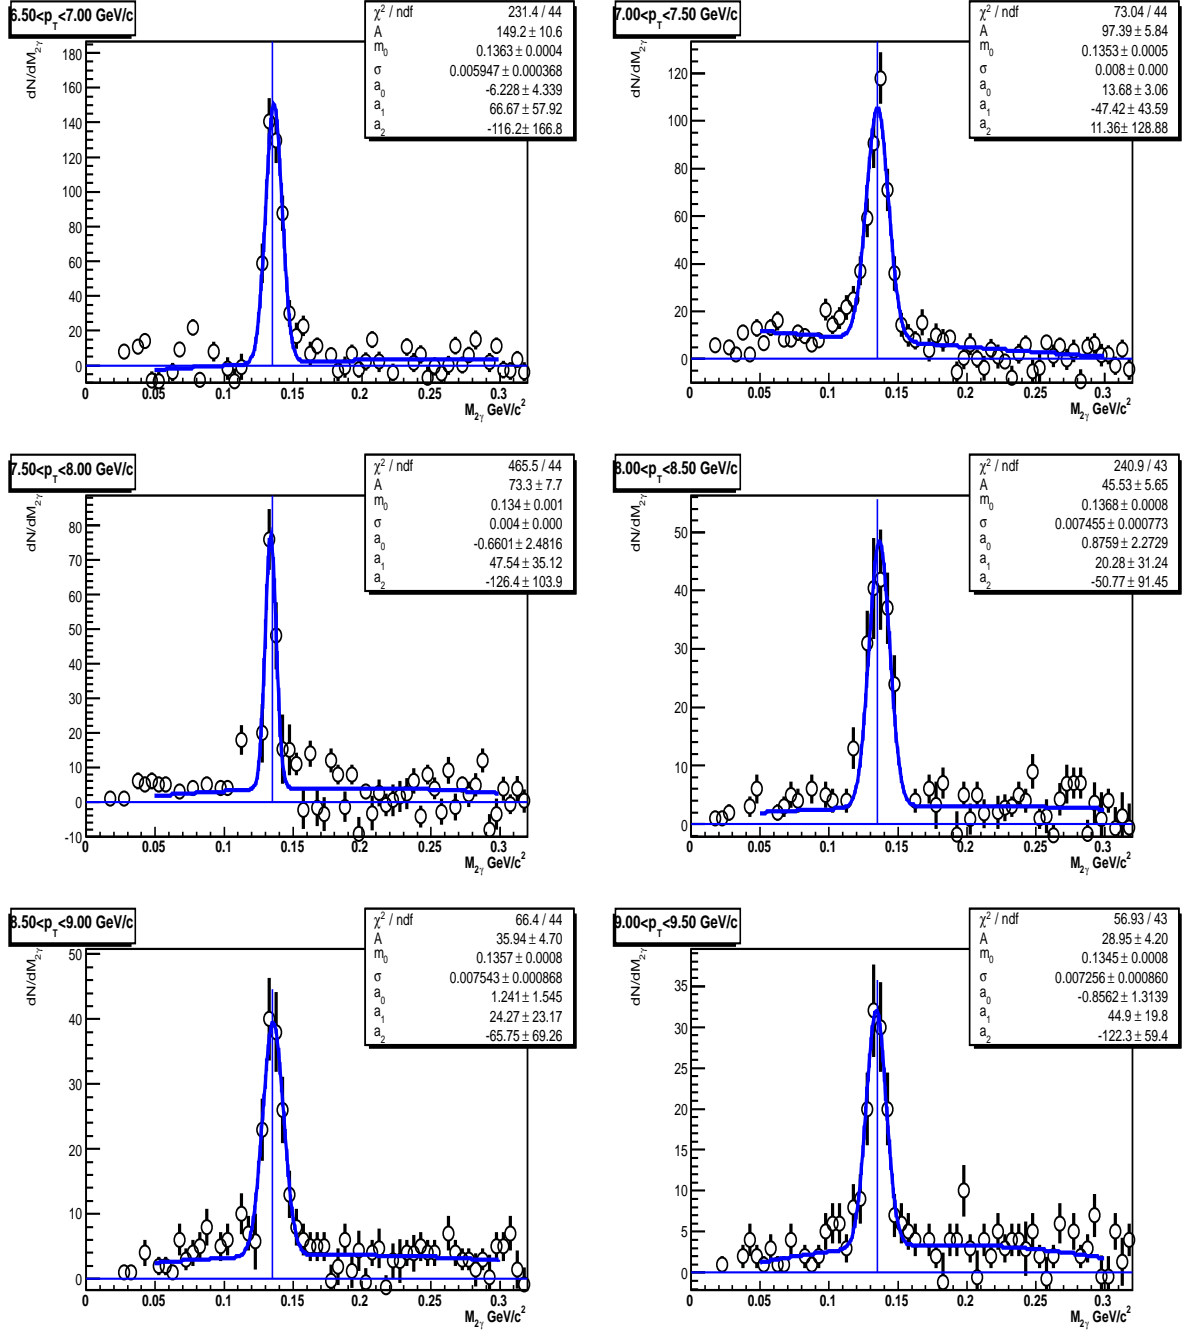 6.50<p_T<7.00 GeV/c
χ²/ ndf 231.4 / 44
A 149.2 ± 10.6
m_0 0.1363 ± 0.0004
σ 0.005947 ± 0.000368
a_0 -6.228 ± 4.339
a_1 66.67 ± 57.92
a_2 -116.2 ± 166.8
dN/dM_2γ
180
160
140
120
100
80
60
40
20
0
0 0.05 0.1 0.15 0.2 0.25 0.3
M_2γ GeV/c²
7.00<p_T<7.50 GeV/c
χ²/ ndf 73.04 / 44
A 97.39 ± 5.84
m_0 0.1353 ± 0.0005
σ 0.008 ± 0.000
a_0 13.68 ± 3.06
a_1 -47.42 ± 43.59
a_2 11.36 ± 128.88
dN/dM_2γ
120
100
80
60
40
20
0
0 0.05 0.1 0.15 0.2 0.25 0.3
M_2γ GeV/c²
7.50<p_T<8.00 GeV/c
χ²/ ndf 465.5 / 44
A 73.3 ± 7.7
m_0 0.134 ± 0.001
σ 0.004 ± 0.000
a_0 -0.6601 ± 2.4816
a_1 47.54 ± 35.12
a_2 -126.4 ± 103.9
dN/dM_2γ
80
70
60
50
40
30
20
10
0
-10
0 0.05 0.1 0.15 0.2 0.25 0.3
M_2γ GeV/c²
8.00<p_T<8.50 GeV/c
χ²/ ndf 240.9 / 43
A 45.53 ± 5.65
m_0 0.1368 ± 0.0008
σ 0.007455 ± 0.000773
a_0 0.8759 ± 2.2729
a_1 20.28 ± 31.24
a_2 -50.77 ± 91.45
dN/dM_2γ
50
40
30
20
10
0
0 0.05 0.1 0.15 0.2 0.25 0.3
M_2γ GeV/c²
8.50<p_T<9.00 GeV/c
χ²/ ndf 66.4 / 44
A 35.94 ± 4.70
m_0 0.1357 ± 0.0008
σ 0.007543 ± 0.000868
a_0 1.241 ± 1.545
a_1 24.27 ± 23.17
a_2 -65.75 ± 69.26
dN/dM_2γ
50
40
30
20
10
0
0 0.05 0.1 0.15 0.2 0.25 0.3
M_2γ GeV/c²
9.00<p_T<9.50 GeV/c
χ²/ ndf 56.93 / 43
A 28.95 ± 4.20
m_0 0.1345 ± 0.0008
σ 0.007256 ± 0.000860
a_0 -0.8562 ± 1.3139
a_1 44.9 ± 19.8
a_2 -122.3 ± 59.4
dN/dM_2γ
35
30
25
20
15
10
5
0
0 0.05 0.1 0.15 0.2 0.25 0.3
M_2γ GeV/c²